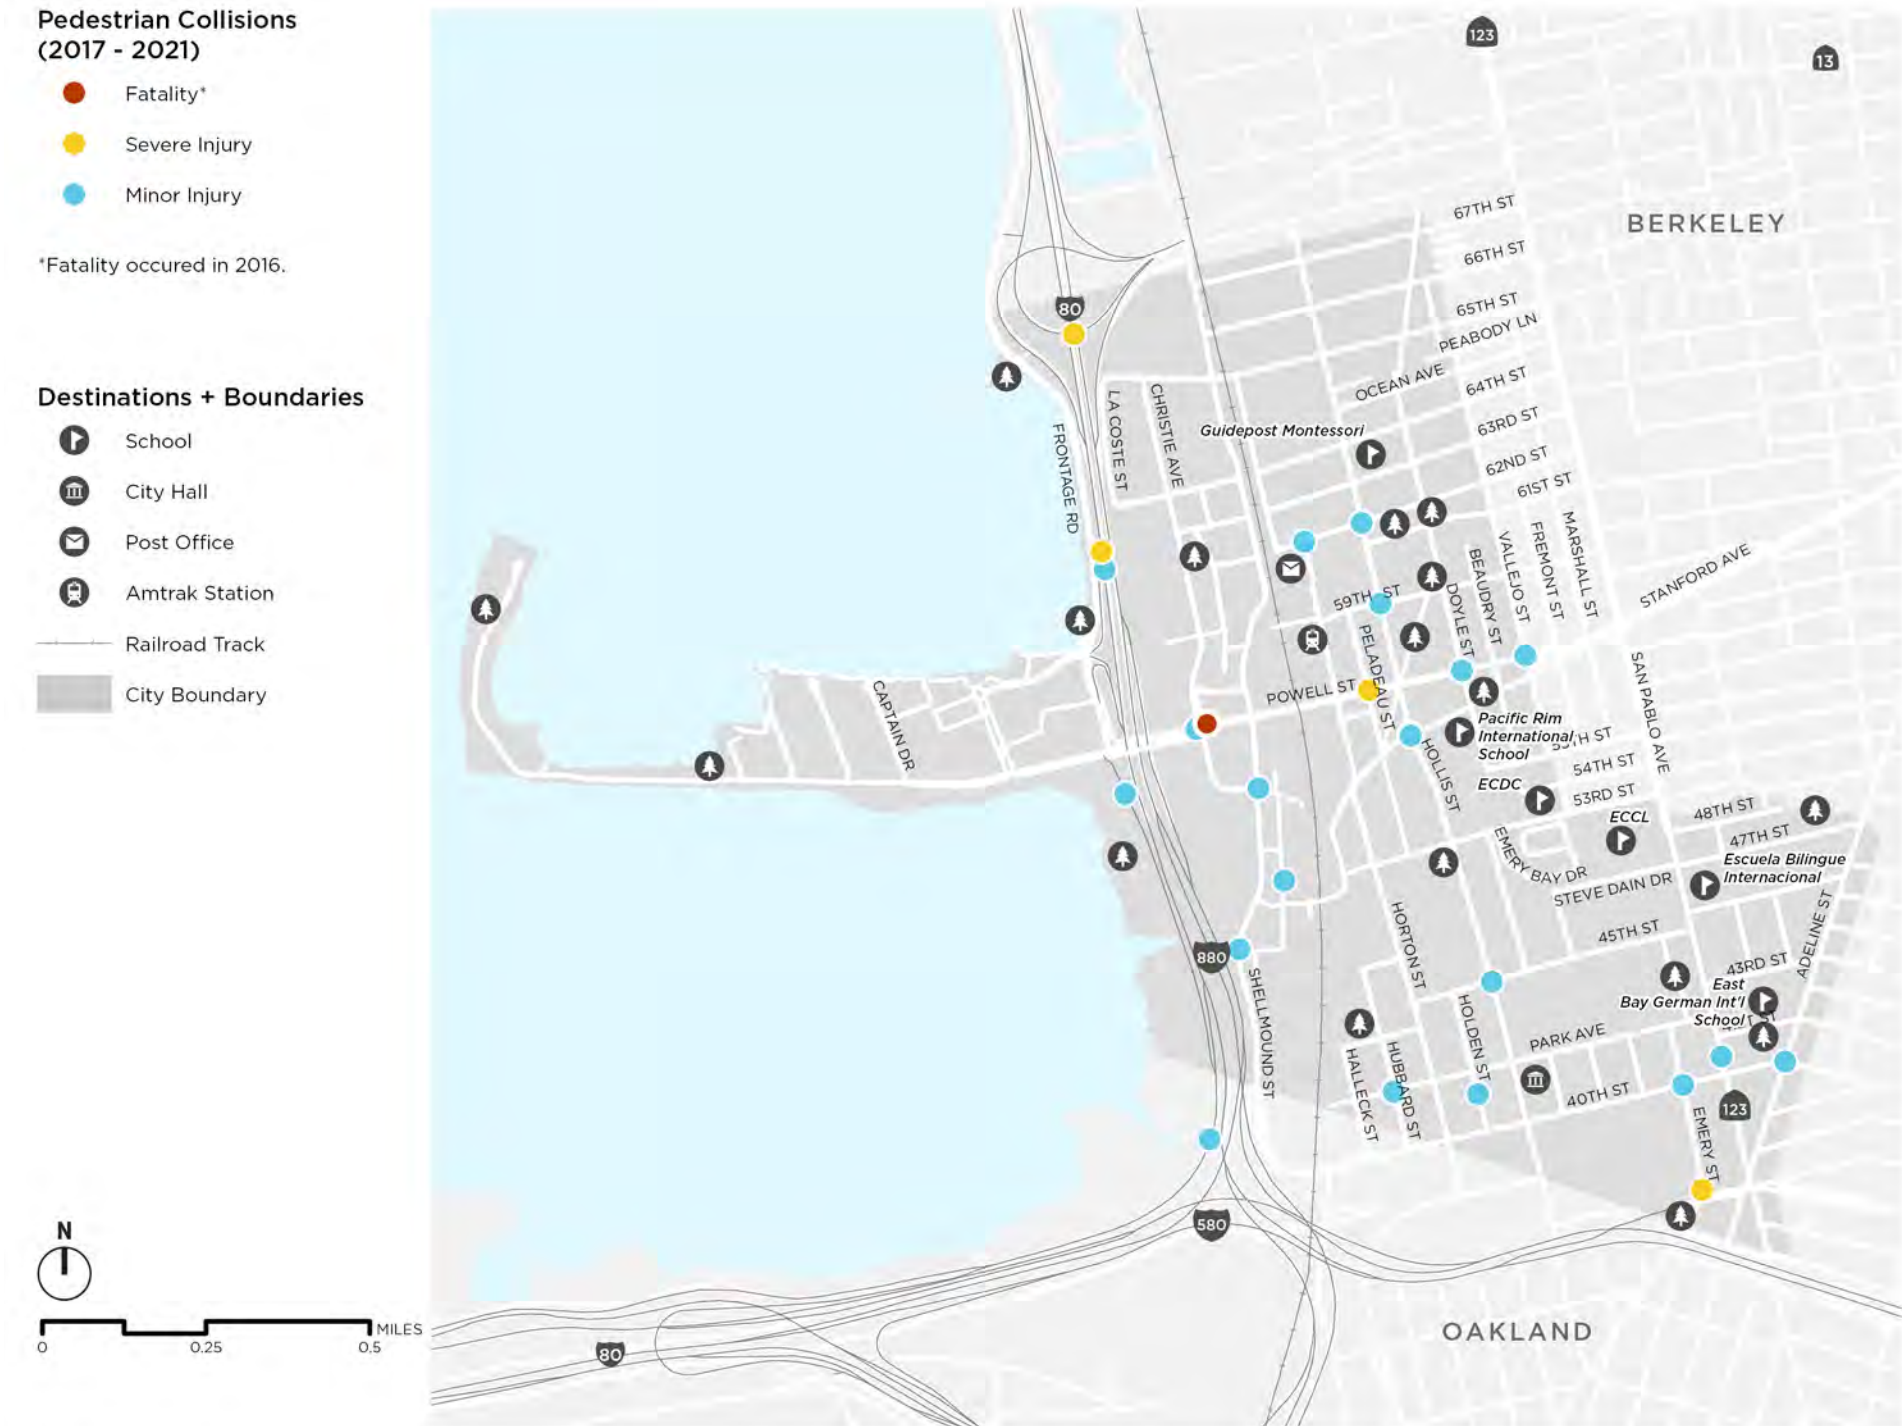 Pedestrian Collisions
(2017 - 2021)
Fatality*
Severe Injury
Minor Injury
*Fatality occured in 2016.
Destinations + Boundaries
School
City Hall
Post Office
Amtrak Station
Railroad Track
City Boundary
N
MILES
0
0.25
0.5
123
13
BERKELEY
67TH ST
66TH ST
65TH ST
PEABODY LN
80
OCEAN AVE
64TH ST
63RD ST
62ND ST
61ST ST
LA COSTE ST
CHRISTIE AVE
FRONTAGE RD
Guidepost Montessori
MARSHALL ST
FREMONT ST
VALLEJO ST
BEAUDRY ST
DOYLE ST
STANFORD AVE
59TH ST
PELADEAU ST
POWELL ST
SAN PABLO AVE
CAPTAIN DR
Pacific Rim
International
School
HOLLIS ST
54TH ST
ECDC
53RD ST
ECCL
48TH ST
47TH ST
EMERY BAY DR
STEVE DAIN DR
Escuela Bilingue
Internacional
ADELINE ST
HORTON ST
45TH ST
43RD ST
880
SHELLMOUND ST
HOLDEN ST
East
Bay German Int'l
School
PARK AVE
HALLECK ST
HUBBARD ST
40TH ST
123
EMERY ST
580
80
OAKLAND